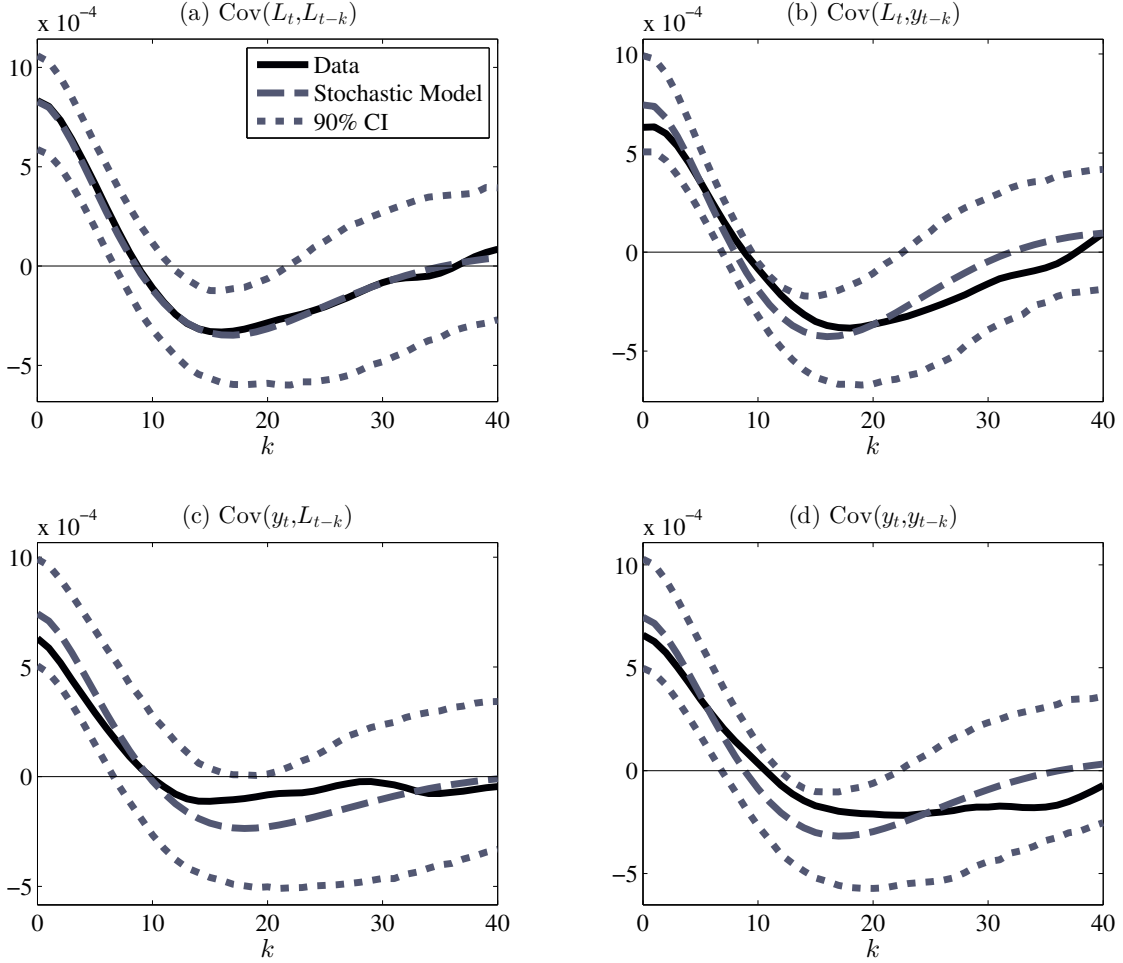 (a) Cov(L_t,L_{t−k})
x 10^{−4}
10
5
0
−5
0 10 20 30 40
k
Data
Stochastic Model
90% CI
(b) Cov(L_t,y_{t−k})
x 10^{−4}
10
5
0
−5
0 10 20 30 40
k
(c) Cov(y_t,L_{t−k})
x 10^{−4}
10
5
0
−5
0 10 20 30 40
k
(d) Cov(y_t,y_{t−k})
x 10^{−4}
10
5
0
−5
0 10 20 30 40
k